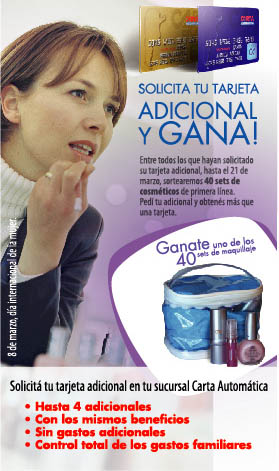 SOLICITA TU TARJETA
ADICIONAL
Y GANA!
Entre todos los que hayan solicitado
su tarjeta adicional, hasta el 21 de
marzo, sortearemos 40 sets de
cosméticos de primera línea.
Pedí tu adicional y obtenés más que
una tarjeta.
8 de marzo, día internacional de la mujer.
Ganate uno de los
40 sets de maquillaje
Solicitá tu tarjeta adicional en tu sucursal Carta Automática
• Hasta 4 adicionales
• Con los mismos beneficios
• Sin gastos adicionales
• Control total de los gastos familiares